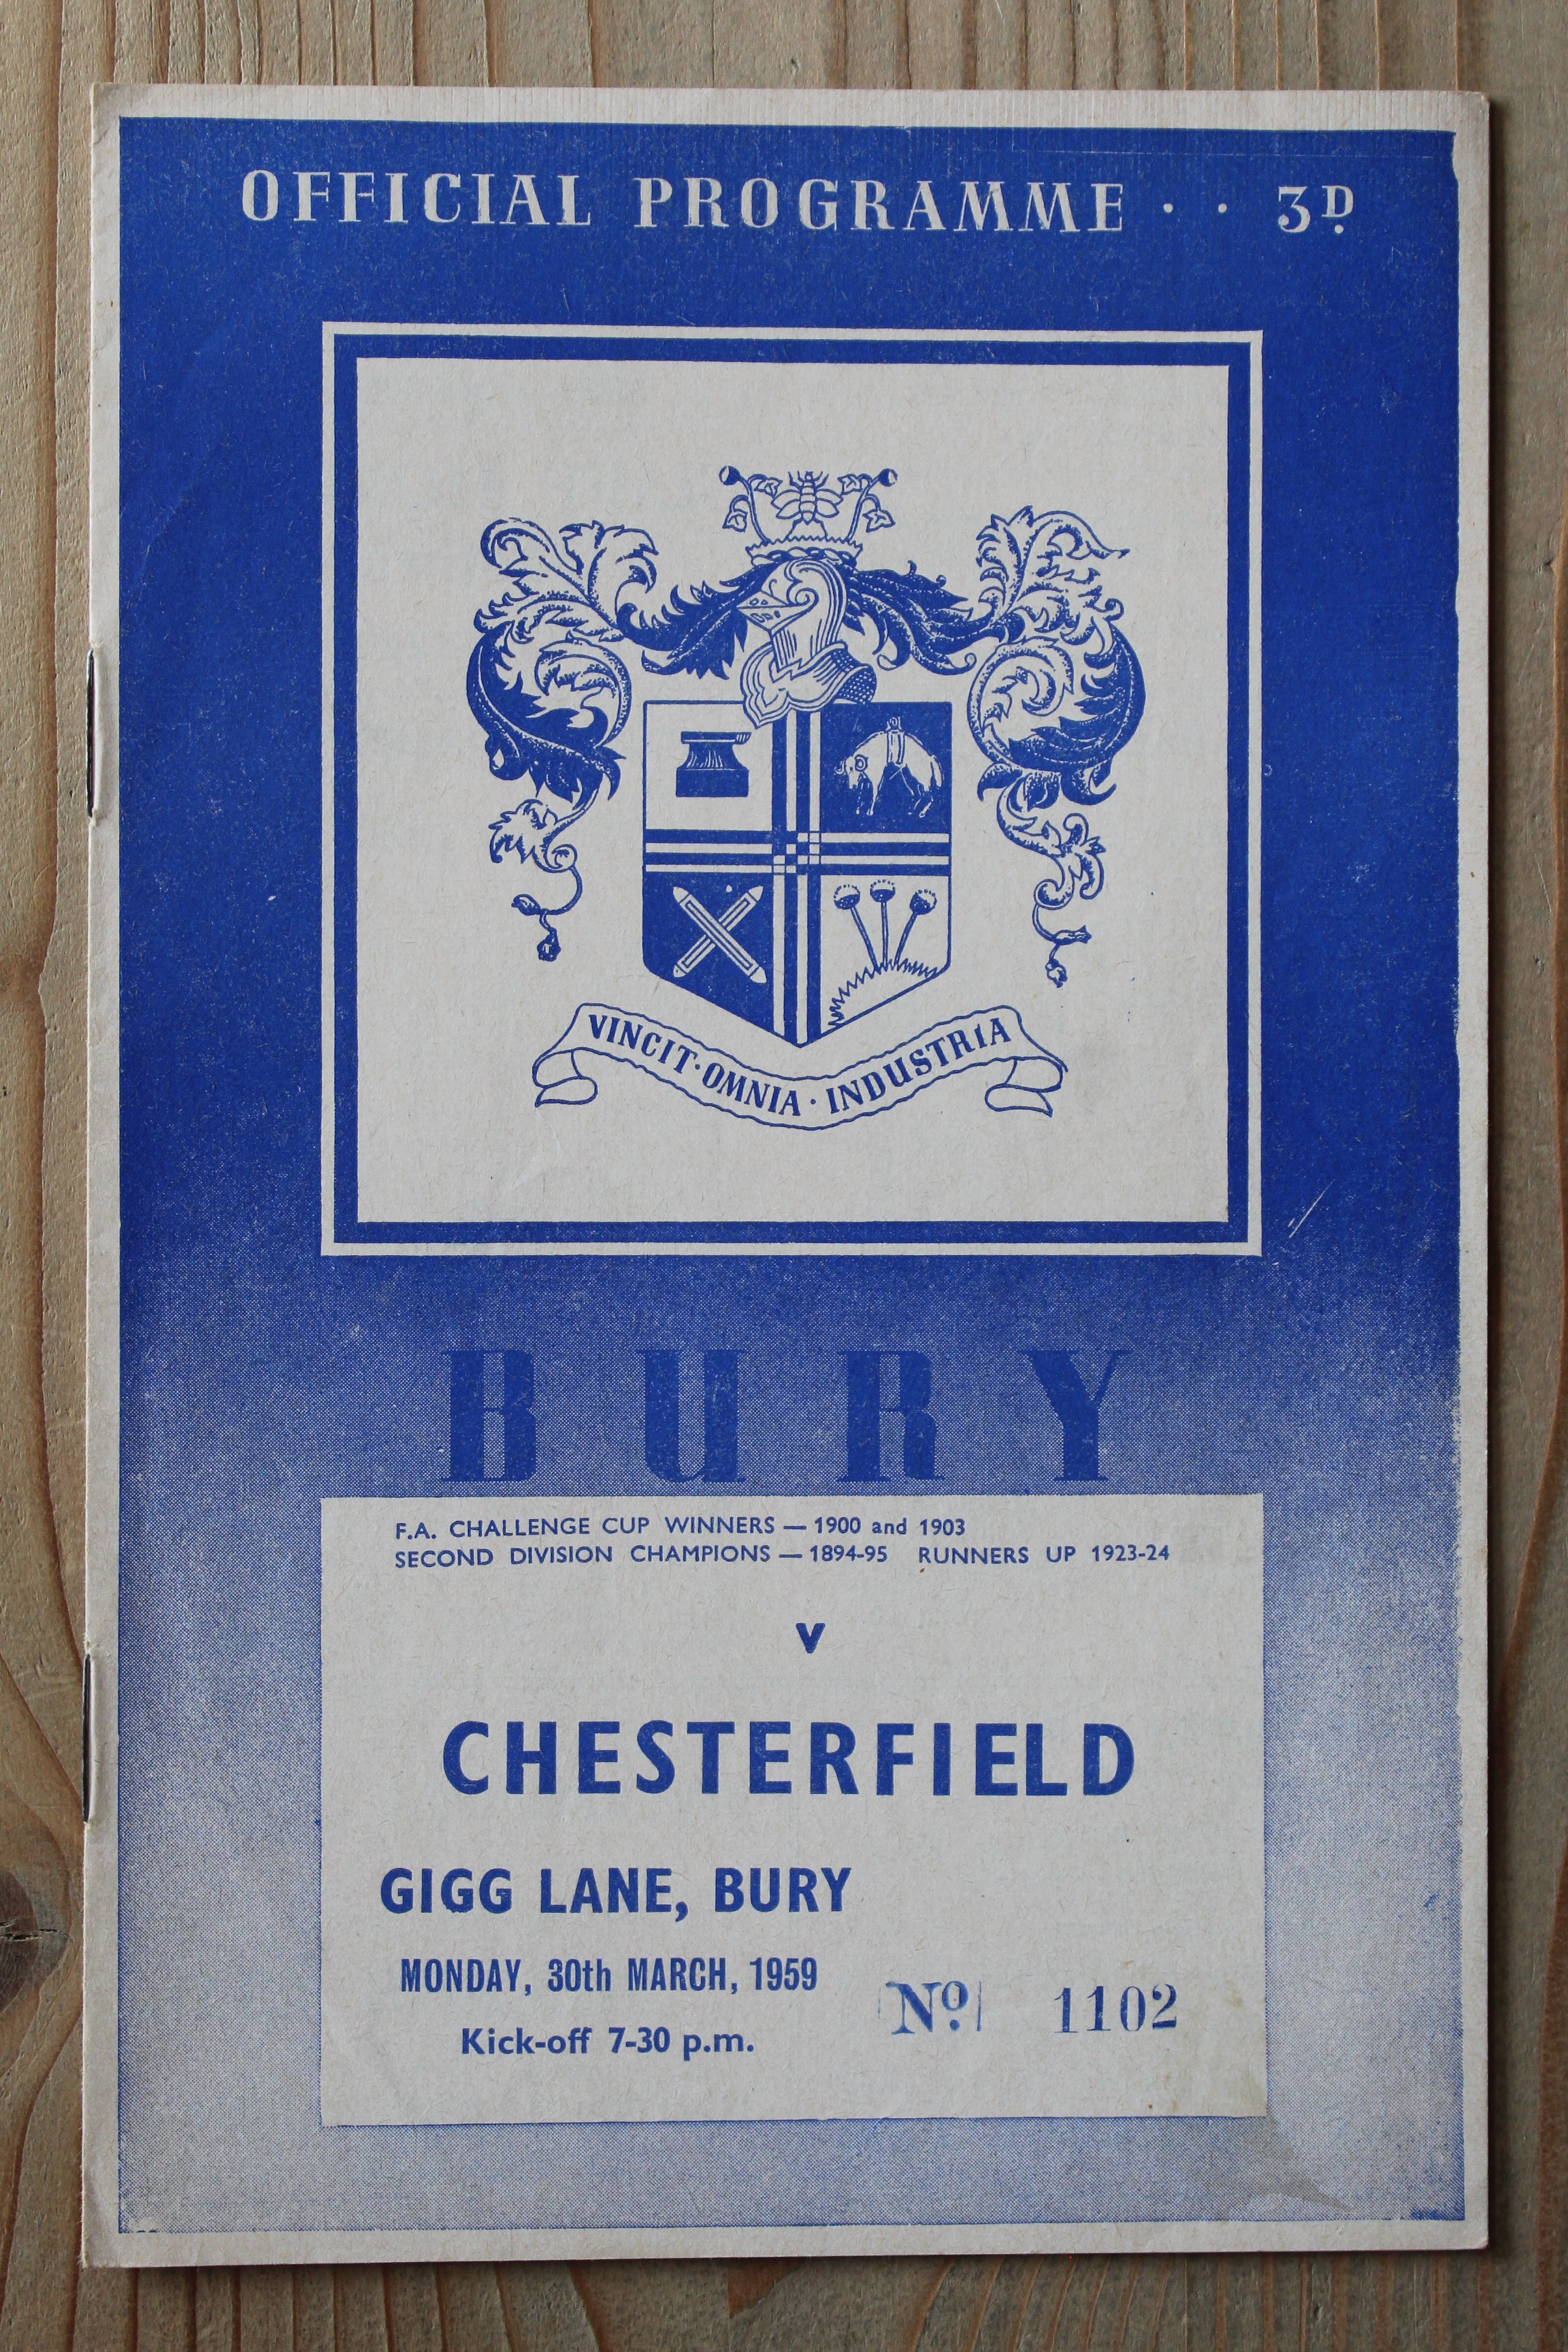 OFFICIAL PROGRAMME · · 3D.
VINCIT · OMNIA · INDUSTRIA
BURY
F.A. CHALLENGE CUP WINNERS — 1900 and 1903
SECOND DIVISION CHAMPIONS — 1894-95 RUNNERS UP 1923-24
v
CHESTERFIELD
GIGG LANE, BURY
MONDAY, 30th MARCH, 1959
Kick-off 7-30 p.m.
Nº 1102